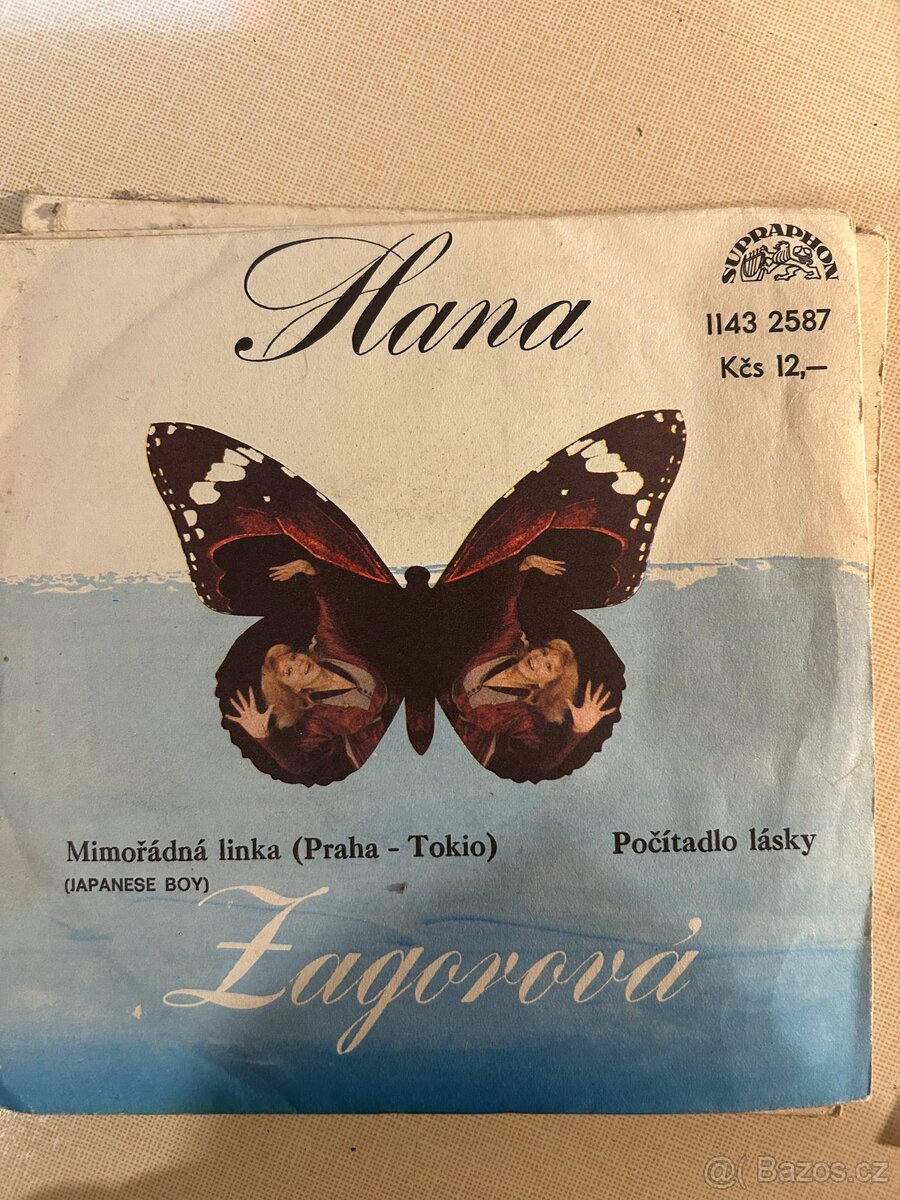 Hana
SUPRAPHON
1143 2587
Kčs 12,—
Mimořádná linka (Praha - Tokio)
(JAPANESE BOY)
Počítadlo lásky
Zagorová
@( Bazos.cz